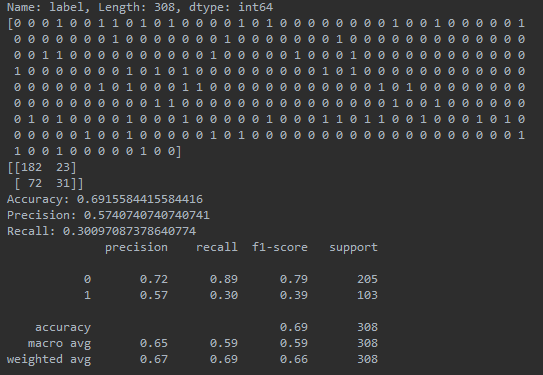 Name: label, Length: 308, dtype: int64
[0 0 0 1 0 0 1 1 0 1 0 1 0 0 0 0 1 0 1 0 0 0 0 0 0 0 0 1 0 0 1 0 0 0 0 0 1
 1 0 0 0 0 0 0 1 0 0 0 0 0 0 1 0 0 0 0 0 0 0 0 1 0 0 0 0 0 0 0 0 0 0 0 0 0
 0 0 1 1 0 0 0 0 0 0 0 0 1 0 0 1 0 0 0 1 0 0 0 0 0 0 0 0 0 0 0 0 0 0 0 0 0
 1 0 0 0 0 0 0 0 1 0 1 0 1 0 0 0 0 0 0 0 1 0 0 1 0 1 0 0 0 0 0 0 0 0 0 0 0
 0 0 0 0 0 0 0 0 1 0 1 0 0 0 0 1 0 0 1 0 1 0 0 0 0 0 1 0 0 1 0 0 0 0 0 0 0
 0 0 0 0 0 0 0 0 0 0 1 1 0 0 0 0 0 0 0 0 0 0 0 0 0 0 0 1 0 1 0 0 0 0 0 0 0
 0 1 0 1 0 1 0 0 0 0 1 0 0 0 1 0 0 0 0 0 1 0 0 0 1 1 0 1 1 0 0 1 0 0 0 1 0
 0 0 0 0 0 0 1 0 0 1 0 0 0 0 0 1 0 1 0 0 0 0 0 0 0 0 0 0 0 0 0 0 0 0 0 0 1
 1 0 0 1 0 0 0 0 0 1 0 0]
[[182  23]
 [ 72  31]]
Accuracy: 0.6915584415584416
Precision: 0.5740740740740741
Recall: 0.30097087378640774
precision    recall  f1-score   support
0       0.72      0.89      0.79       205
1       0.57      0.30      0.39       103
accuracy                           0.69       308
macro avg       0.65      0.59      0.59       308
weighted avg       0.67      0.69      0.66       308